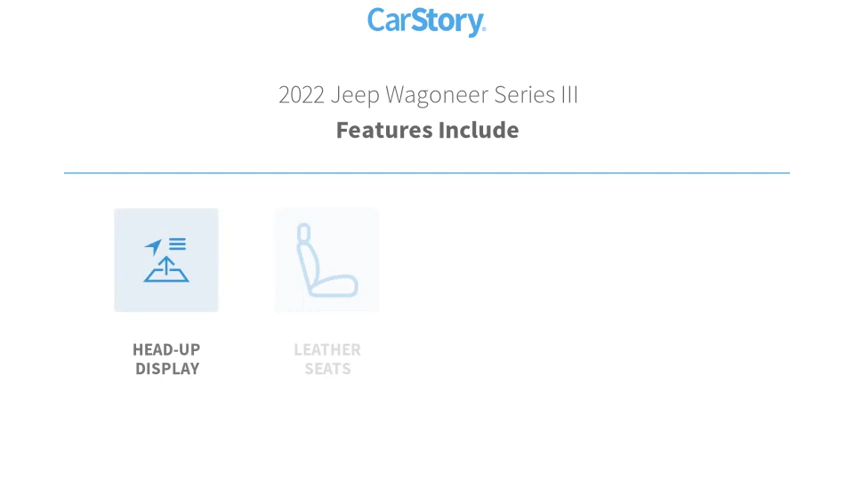 CarStory
2022 Jeep Wagoneer Series III
Features Include
HEAD-UP
DISPLAY
LEATHER
SEATS